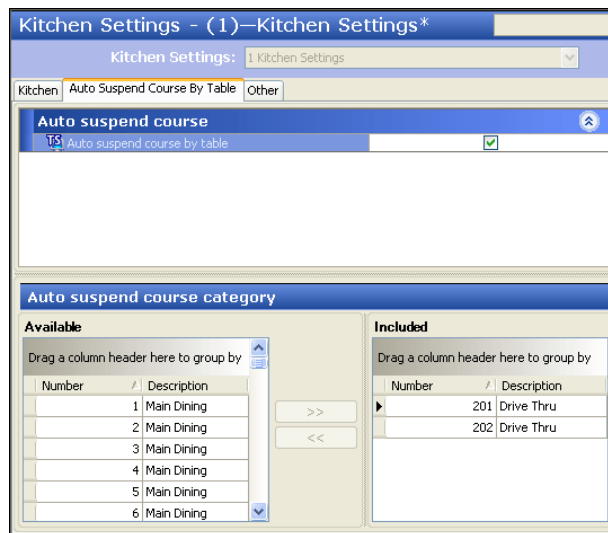 Kitchen Settings - (1)—Kitchen Settings*
Kitchen Settings: 1 Kitchen Settings
Kitchen Auto Suspend Course By Table Other
Auto suspend course
TS Auto suspend course by table
Auto suspend course category
Available
Drag a column header here to group by
Number Description
1 Main Dining
2 Main Dining
3 Main Dining
4 Main Dining
5 Main Dining
6 Main Dining
>>
<<
Included
Drag a column header here to group by
Number Description
201 Drive Thru
202 Drive Thru